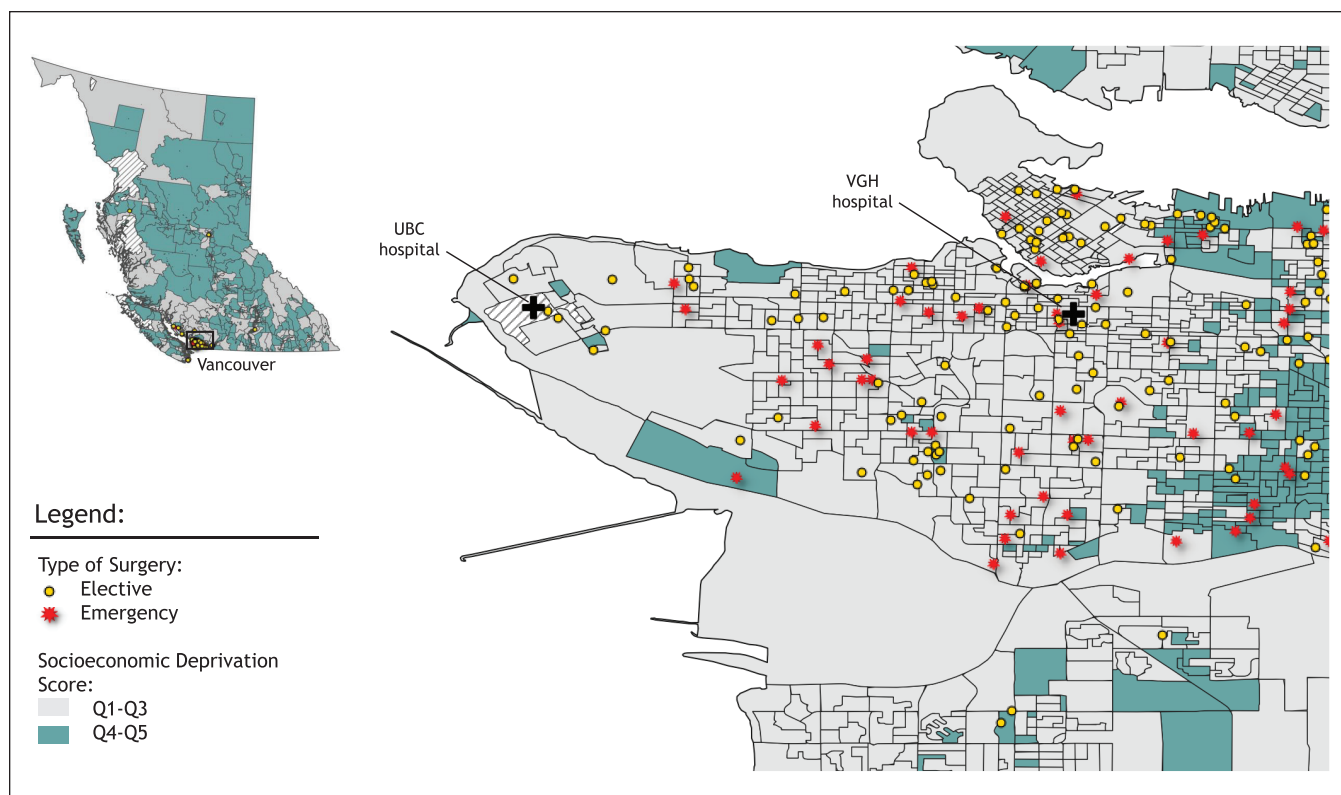 UBC
hospital
VGH
hospital
Vancouver
Legend:
Type of Surgery:
Elective
Emergency
Socioeconomic Deprivation
Score:
Q1-Q3
Q4-Q5